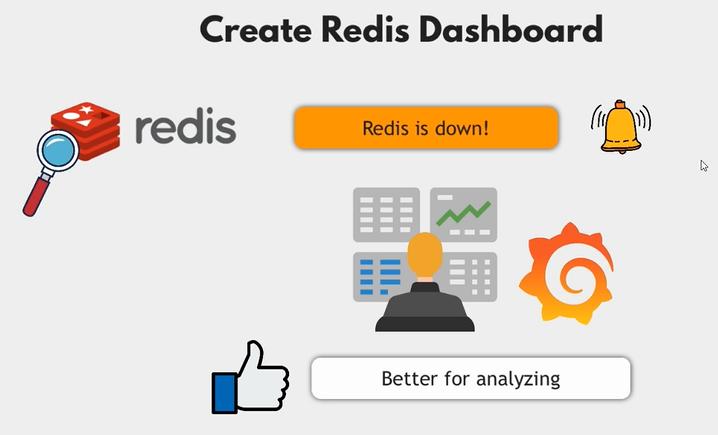 Create Redis Dashboard
redis
Redis is down!
Better for analyzing